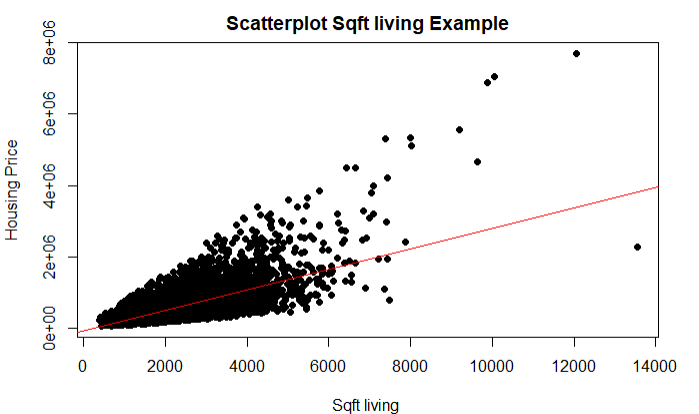 Scatterplot Sqft living Example
Housing Price
8e+06
6e+06
4e+06
2e+06
0e+00
0 2000 4000 6000 8000 10000 12000 14000
Sqft living